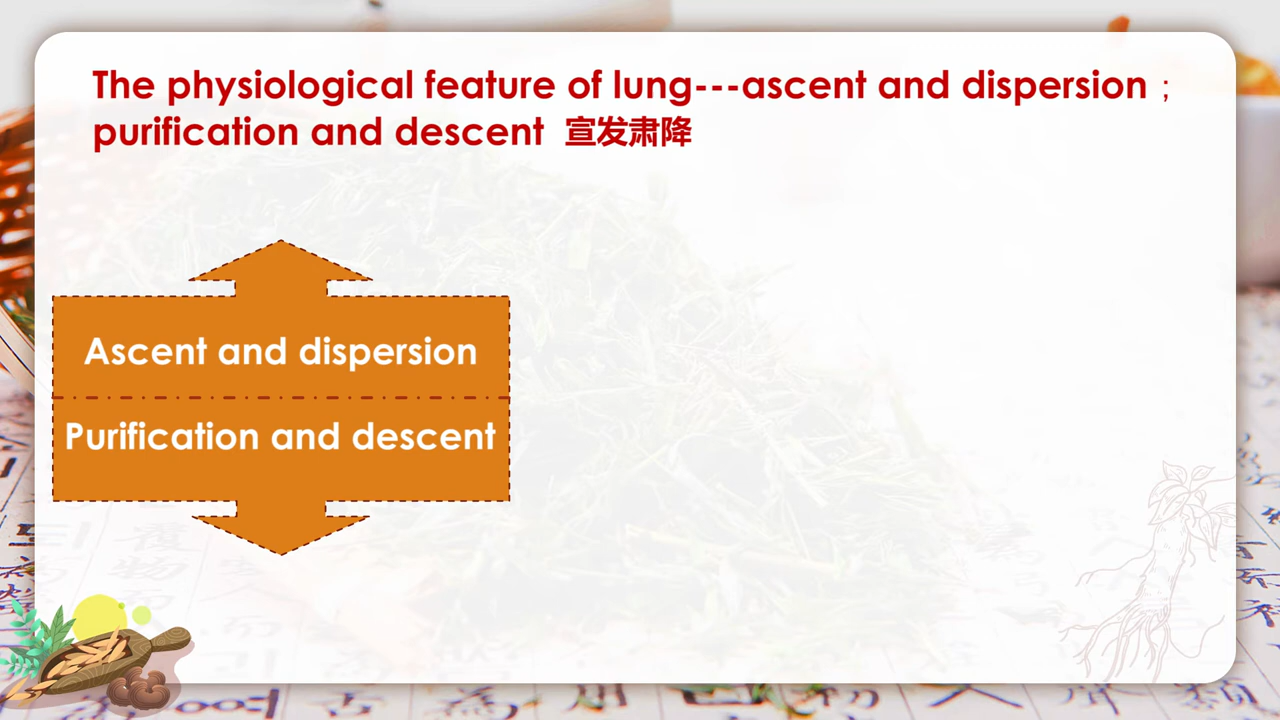 The physiological feature of lung---ascent and dispersion；
purification and descent 宣发肃降
Ascent and dispersion
Purification and descent